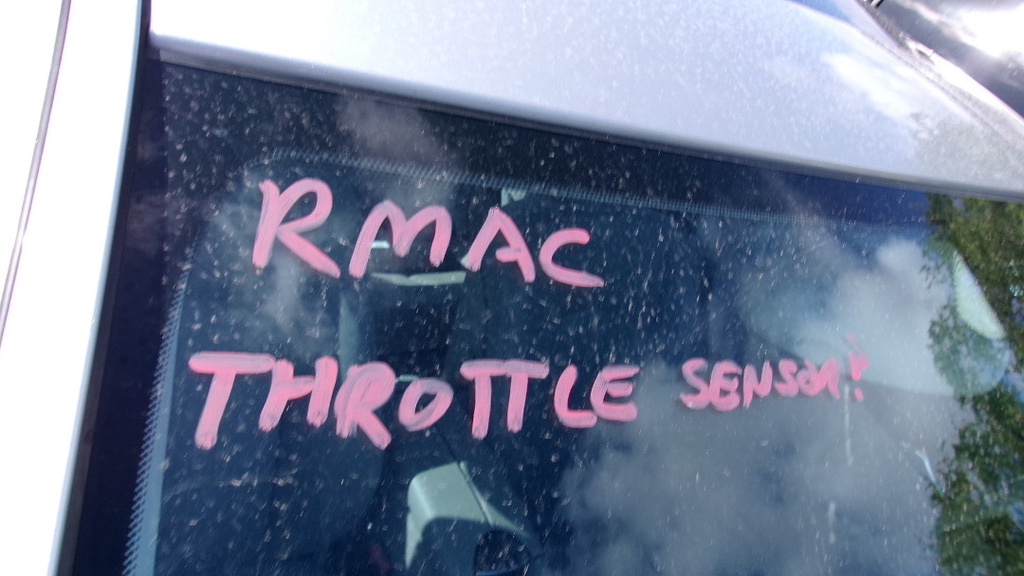 RMAC
THROTTLE SENSOR!